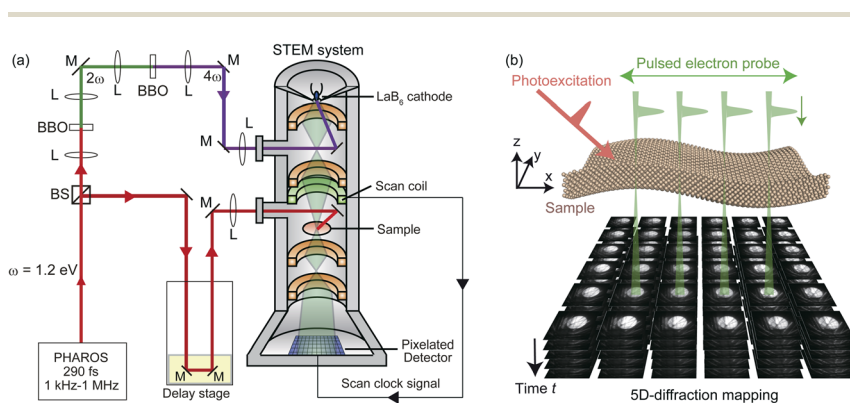 (a)
STEM system
M
2ω
L
BBO
L
4ω
M
L
BBO
L
M
L
LaB6 cathode
Scan coil
BS
M
L
Sample
ω = 1.2 eV
PHAROS
290 fs
1 kHz-1 MHz
M
M
Delay stage
Pixelated
Detector
Scan clock signal
(b)
Pulsed electron probe
Photoexcitation
z
y
x
Sample
Time t
5D-diffraction mapping